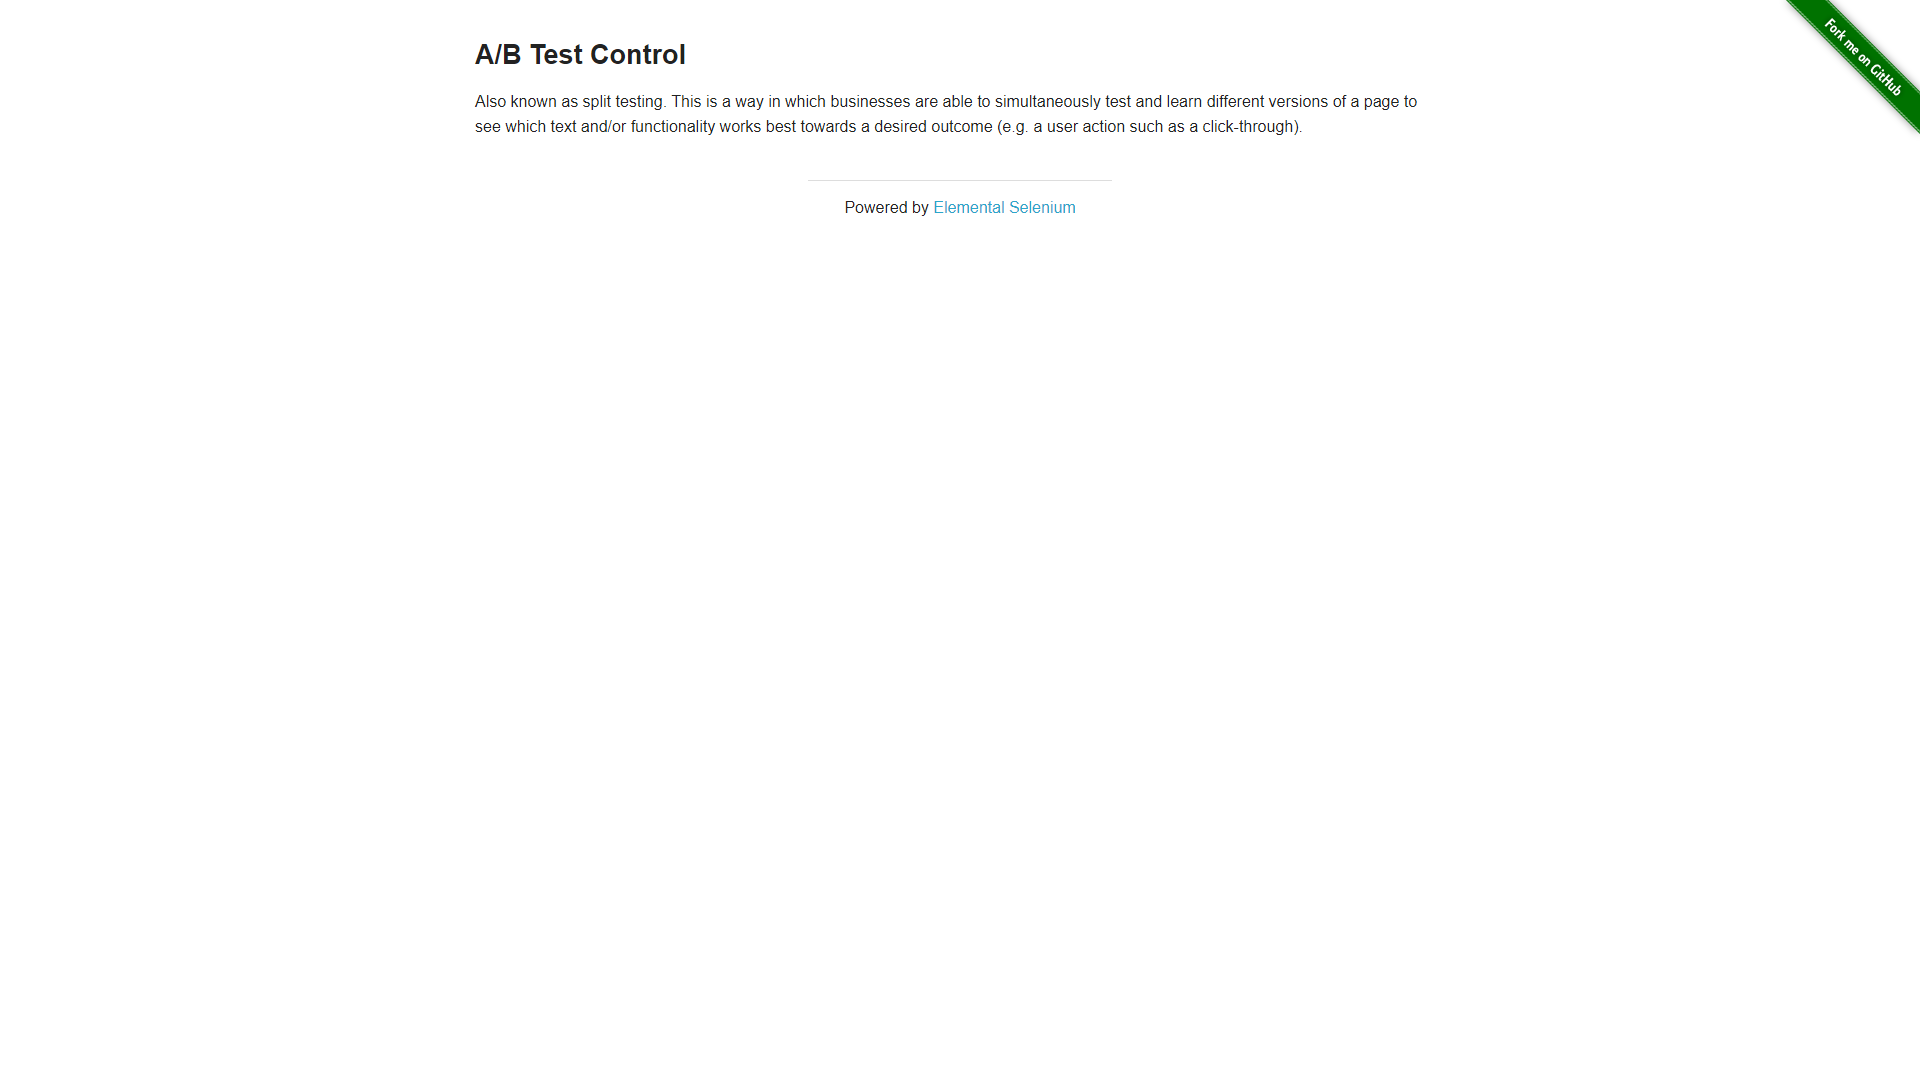 A/B Test Control
Also known as split testing. This is a way in which businesses are able to simultaneously test and learn different versions of a page to
see which text and/or functionality works best towards a desired outcome (e.g. a user action such as a click-through).
Powered by Elemental Selenium
Fork me on GitHub